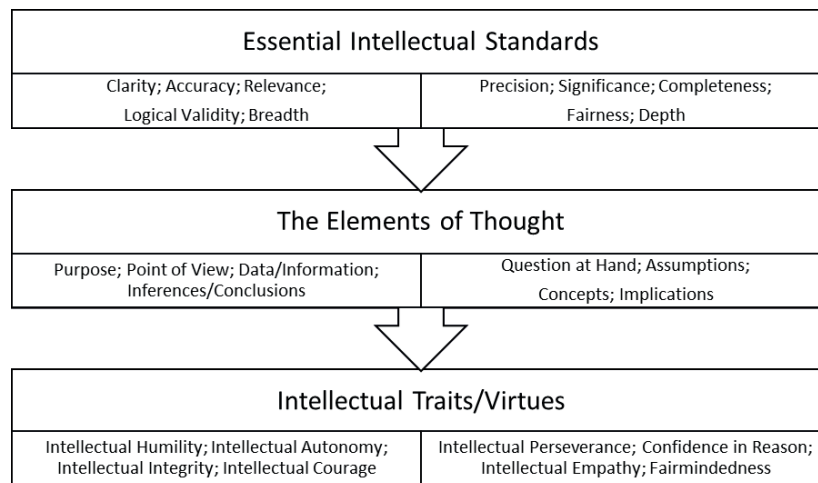 Essential Intellectual Standards
Clarity; Accuracy; Relevance;
Logical Validity; Breadth
Precision; Significance; Completeness;
Fairness; Depth
The Elements of Thought
Purpose; Point of View; Data/Information;
Inferences/Conclusions
Question at Hand; Assumptions;
Concepts; Implications
Intellectual Traits/Virtues
Intellectual Humility; Intellectual Autonomy;
Intellectual Integrity; Intellectual Courage
Intellectual Perseverance; Confidence in Reason;
Intellectual Empathy; Fairmindedness